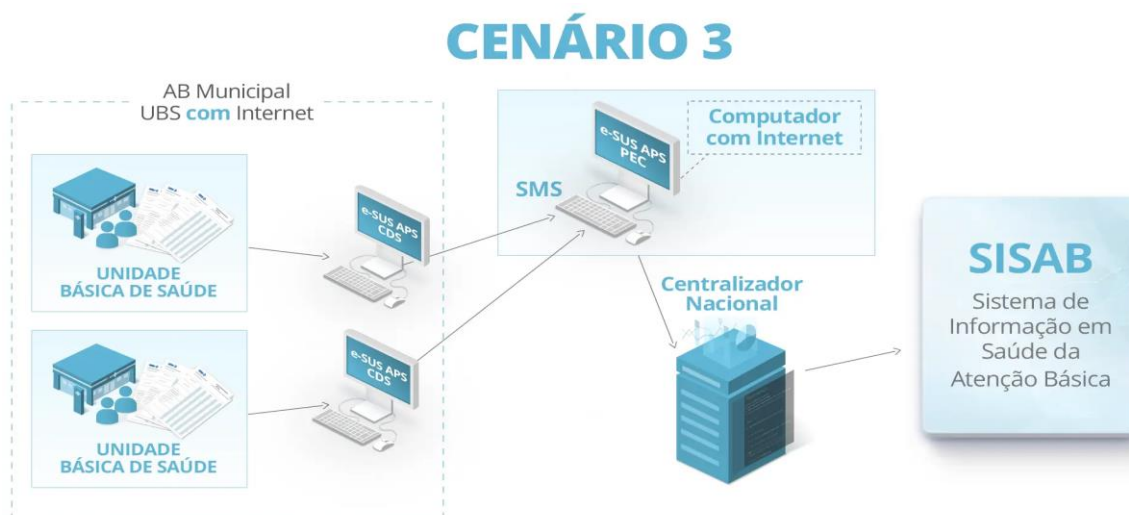 CENÁRIO 3
AB Municipal
UBS com Internet
UNIDADE
BÁSICA DE SAÚDE
e-SUS APS
CDS
UNIDADE
BÁSICA DE SAÚDE
e-SUS APS
CDS
SMS
e-SUS APS
PEC
Computador
com Internet
Centralizador
Nacional
SISAB
Sistema de
Informação em
Saúde da
Atenção Básica